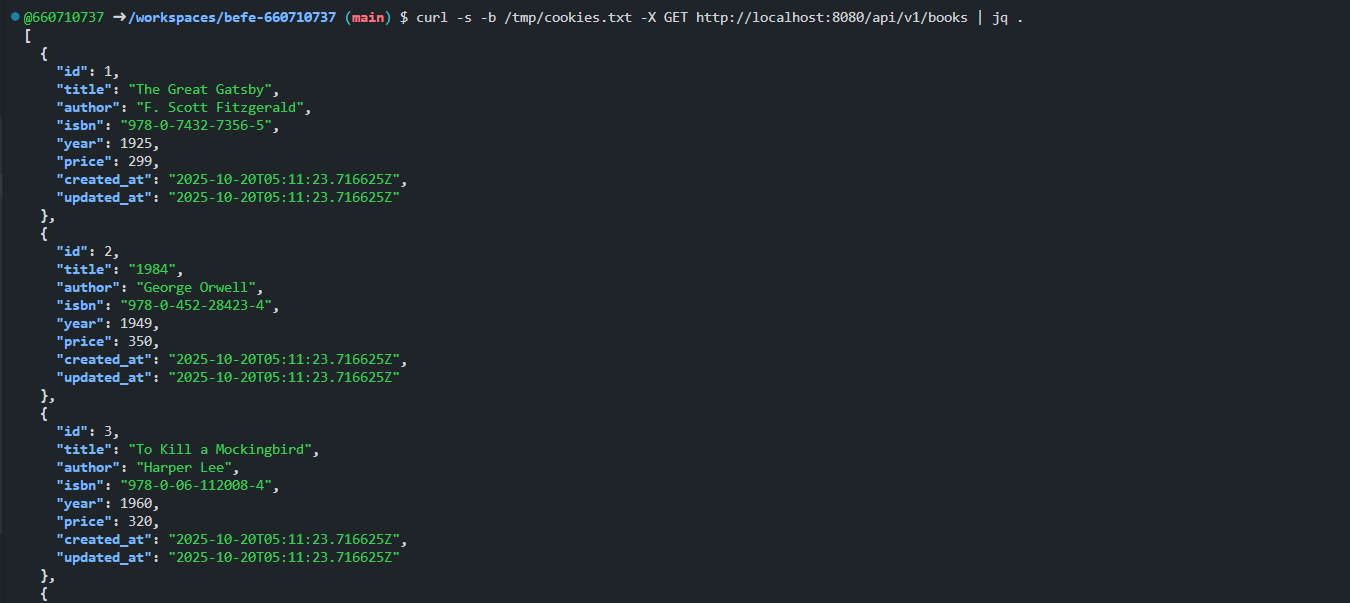 @660710737 ➜/workspaces/befe-660710737 (main) $ curl -s -b /tmp/cookies.txt -X GET http://localhost:8080/api/v1/books | jq .
[
  {
    "id": 1,
    "title": "The Great Gatsby",
    "author": "F. Scott Fitzgerald",
    "isbn": "978-0-7432-7356-5",
    "year": 1925,
    "price": 299,
    "created_at": "2025-10-20T05:11:23.716625Z",
    "updated_at": "2025-10-20T05:11:23.716625Z"
  },
  {
    "id": 2,
    "title": "1984",
    "author": "George Orwell",
    "isbn": "978-0-452-28423-4",
    "year": 1949,
    "price": 350,
    "created_at": "2025-10-20T05:11:23.716625Z",
    "updated_at": "2025-10-20T05:11:23.716625Z"
  },
  {
    "id": 3,
    "title": "To Kill a Mockingbird",
    "author": "Harper Lee",
    "isbn": "978-0-06-112008-4",
    "year": 1960,
    "price": 320,
    "created_at": "2025-10-20T05:11:23.716625Z",
    "updated_at": "2025-10-20T05:11:23.716625Z"
  },
  {